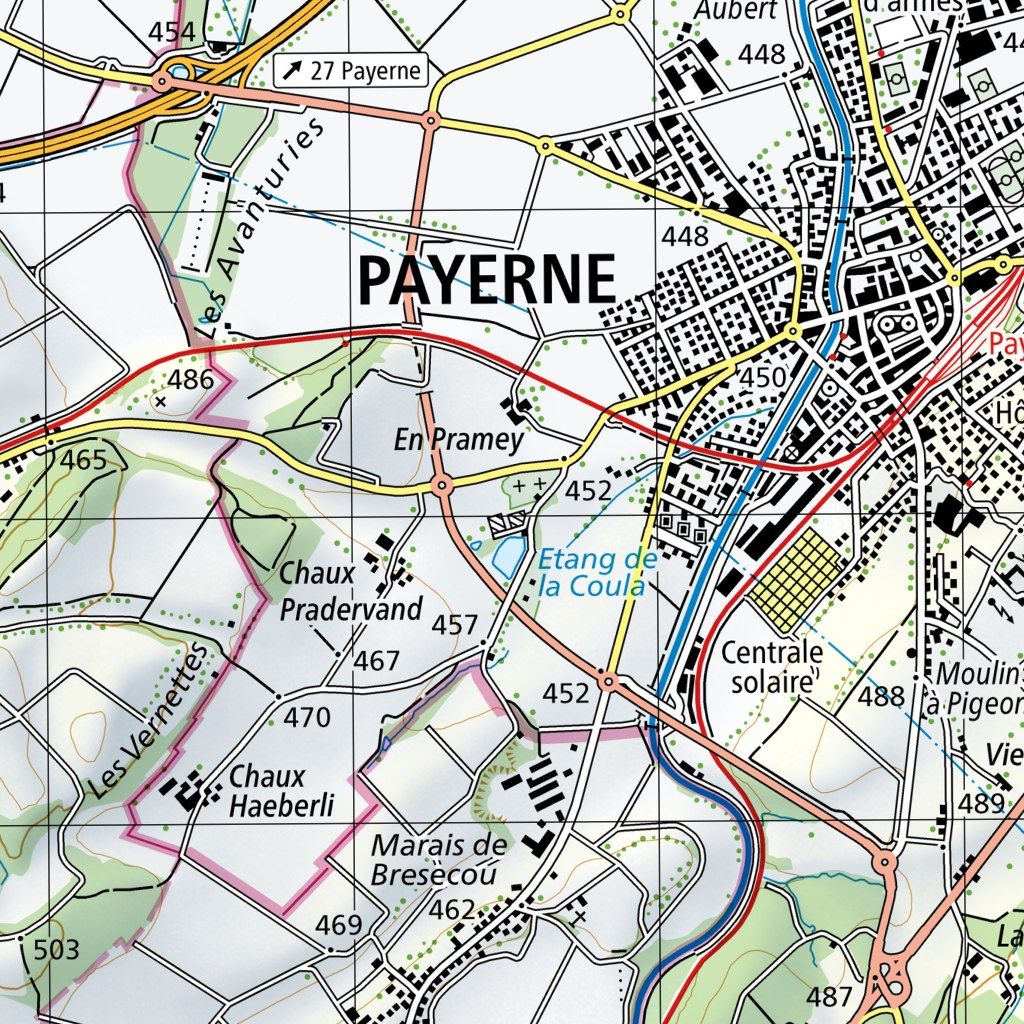 Aubert
d'armes
454
448
27 Payerne
Les Avanturies
448
PAYERNE
486
450
En Pramey
465
452
Etang de
la Coula
Chaux
Pradervand
457
467
Centrale
solaire
452
488
Moulin
à Pigeon
470
Les Vernettes
Vie
Chaux
Haeberli
489
Marais de
Bresecou
462
469
503
487
La